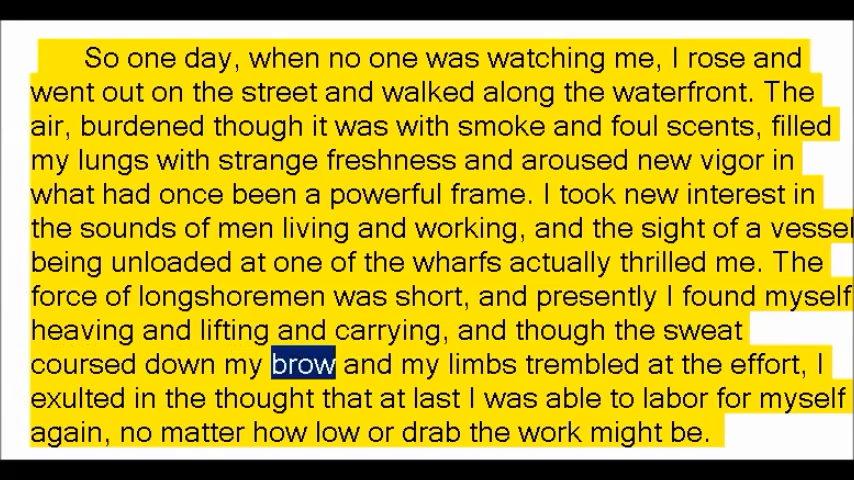 So one day, when no one was watching me, I rose and
went out on the street and walked along the waterfront. The
air, burdened though it was with smoke and foul scents, filled
my lungs with strange freshness and aroused new vigor in
what had once been a powerful frame. I took new interest in
the sounds of men living and working, and the sight of a vessel
being unloaded at one of the wharfs actually thrilled me. The
force of longshoremen was short, and presently I found myself
heaving and lifting and carrying, and though the sweat
coursed down my brow and my limbs trembled at the effort, I
exulted in the thought that at last I was able to labor for myself
again, no matter how low or drab the work might be.